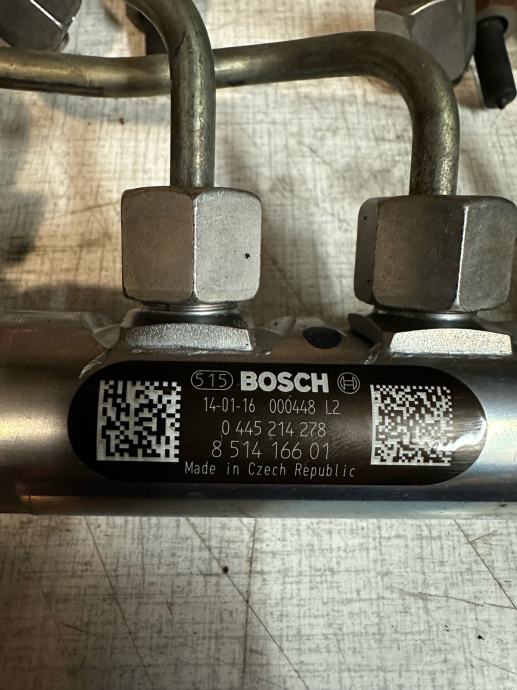 515 BOSCH
14-01-16 000448 L2
0 445 214 278
8 514 166 01
Made in Czech Republic